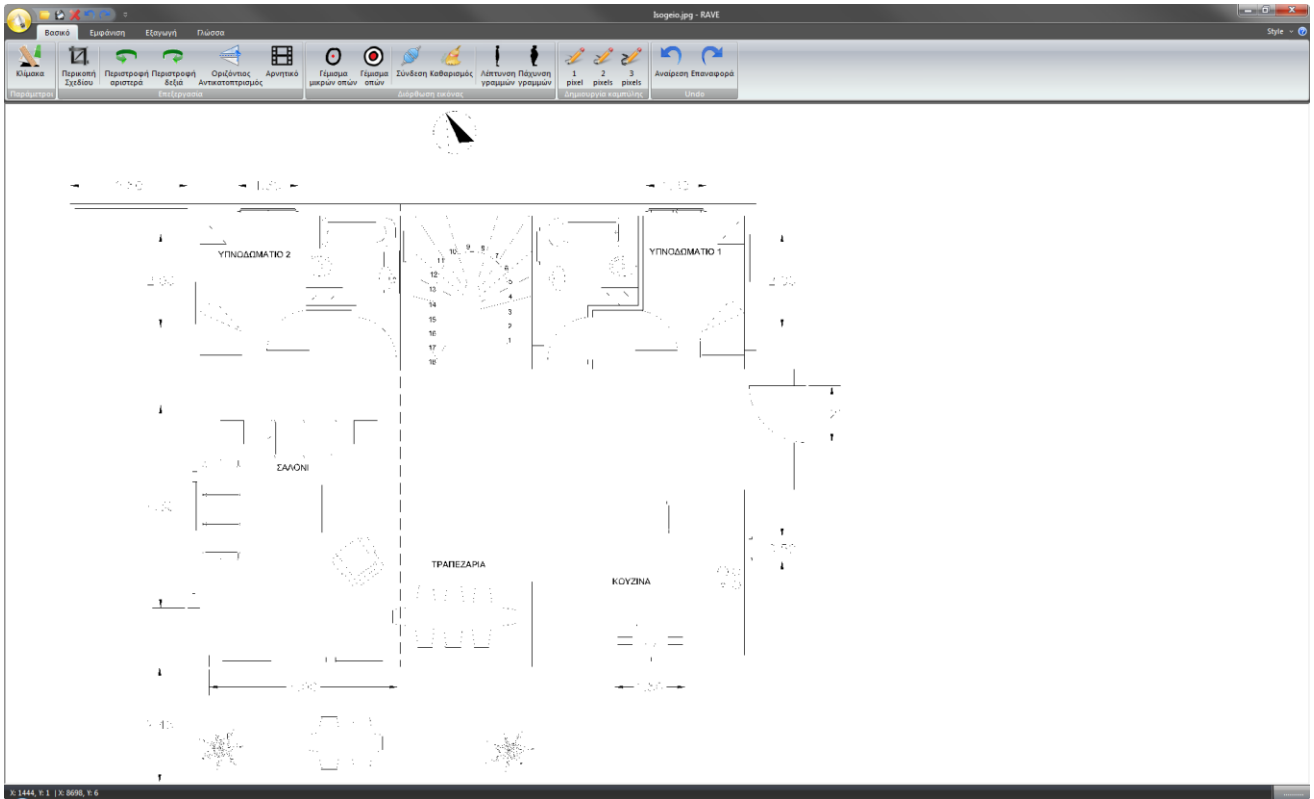 Isogeio.jpg - RAVE
Βασικό Εμφάνιση Εξαγωγή Γλώσσα Style
Κλίμακα
Περικοπή Σχεδίου
Περιστροφή αριστερά
Περιστροφή δεξιά
Οριζόντιος Αντικατοπτρισμός
Αρνητικό
Γέμισμα μικρών οπών
Γέμισμα οπών
Σύνδεση
Καθαρισμός
Λέπτυνση γραμμών
Πάχυνση γραμμών
1 pixel
2 pixels
3 pixels
Αναίρεση
Επαναφορά
Παράμετροι Επεξεργασία Διόρθωση εικόνας Δημιουργία καμπύλης Undo
ΥΠΝΟΔΩΜΑΤΙΟ 2
ΥΠΝΟΔΩΜΑΤΙΟ 1
10 9 8
11 7
12 6
13 5
14 4
15 3
16 2
17 1
18
ΣΑΛΟΝΙ
ΤΡΑΠΕΖΑΡΙΑ
ΚΟΥΖΙΝΑ
X: 1444, Y: 1 | X: 8698, Y: 6